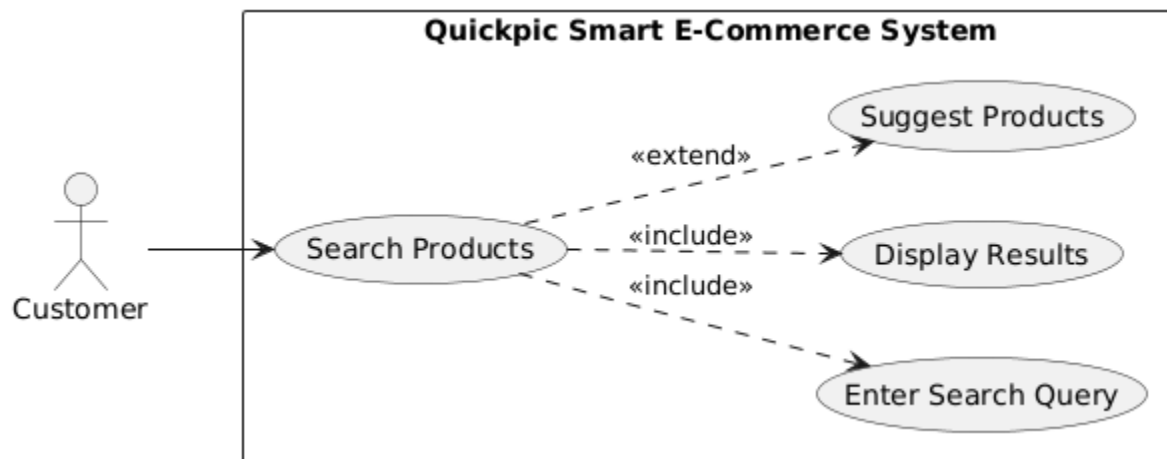 Quickpic Smart E-Commerce System
Suggest Products
«extend»
Search Products
«include»
Display Results
«include»
Customer
Enter Search Query